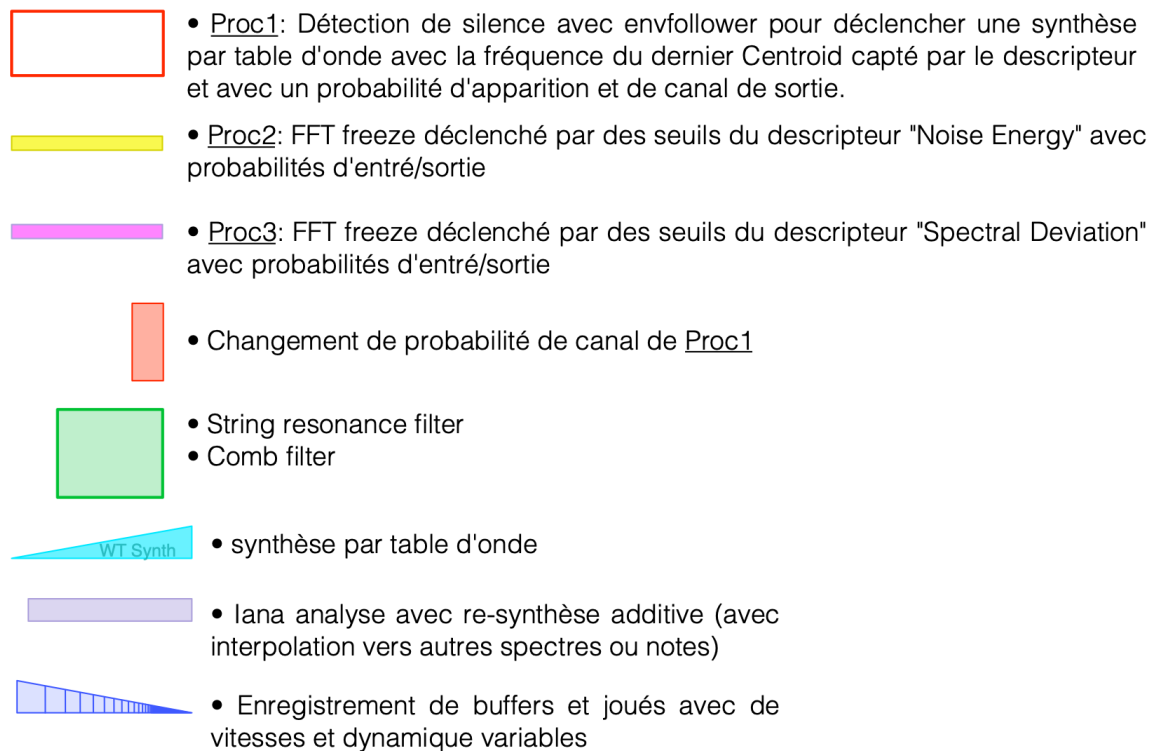 • Proc1: Détection de silence avec envfollower pour déclencher une synthèse
par table d'onde avec la fréquence du dernier Centroid capté par le descripteur
et avec un probabilité d'apparition et de canal de sortie.
• Proc2: FFT freeze déclenché par des seuils du descripteur "Noise Energy" avec
probabilités d'entré/sortie
• Proc3: FFT freeze déclenché par des seuils du descripteur "Spectral Deviation"
avec probabilités d'entré/sortie
• Changement de probabilité de canal de Proc1
• String resonance filter
• Comb filter
WT Synth • synthèse par table d'onde
• Iana analyse avec re-synthèse additive (avec
interpolation vers autres spectres ou notes)
• Enregistrement de buffers et joués avec de
vitesses et dynamique variables